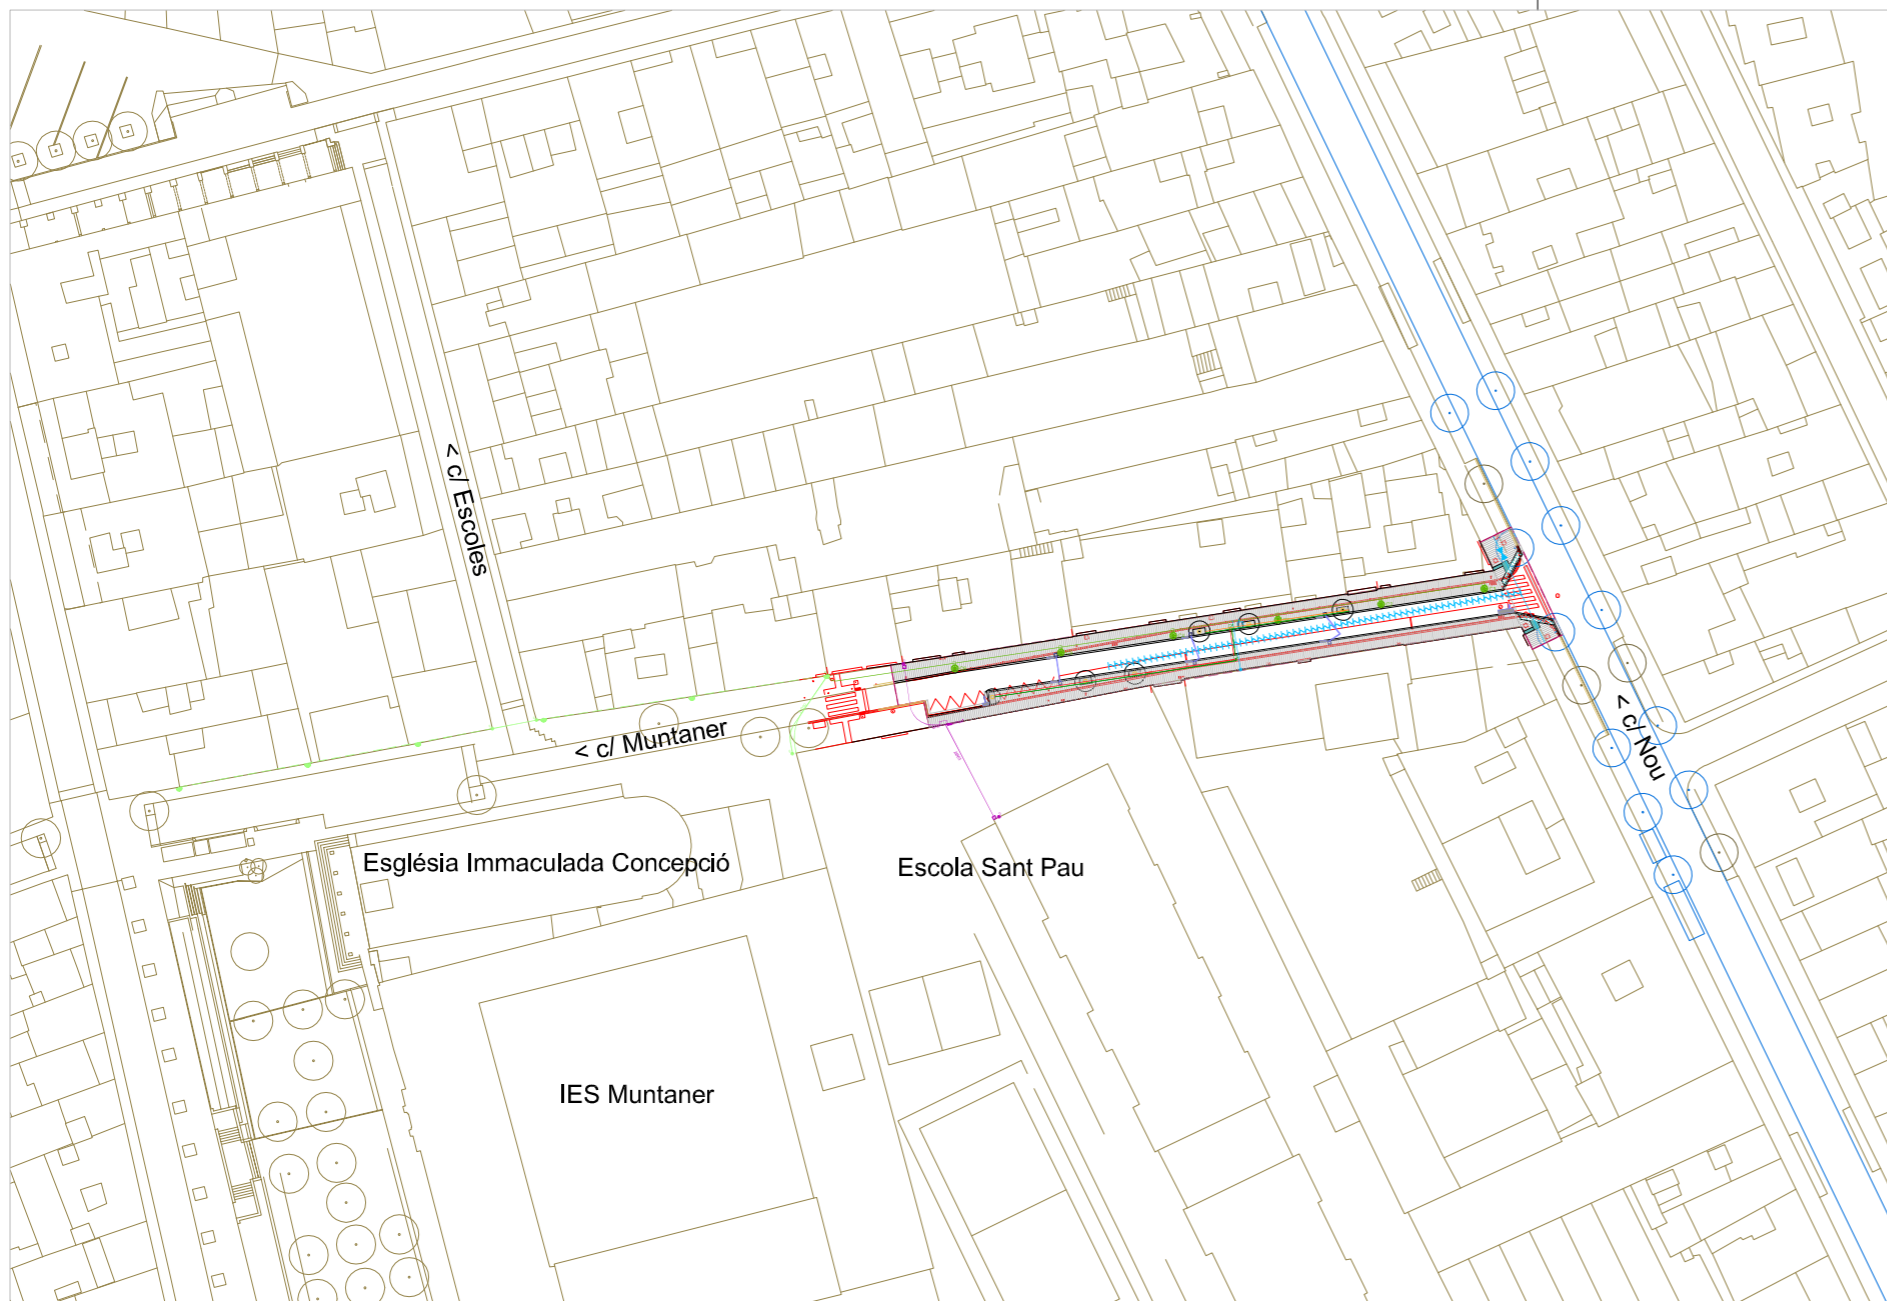 < c/ Escoles
< c/ Muntaner
< c/ Nou
Església Immaculada Concepció
Escola Sant Pau
IES Muntaner